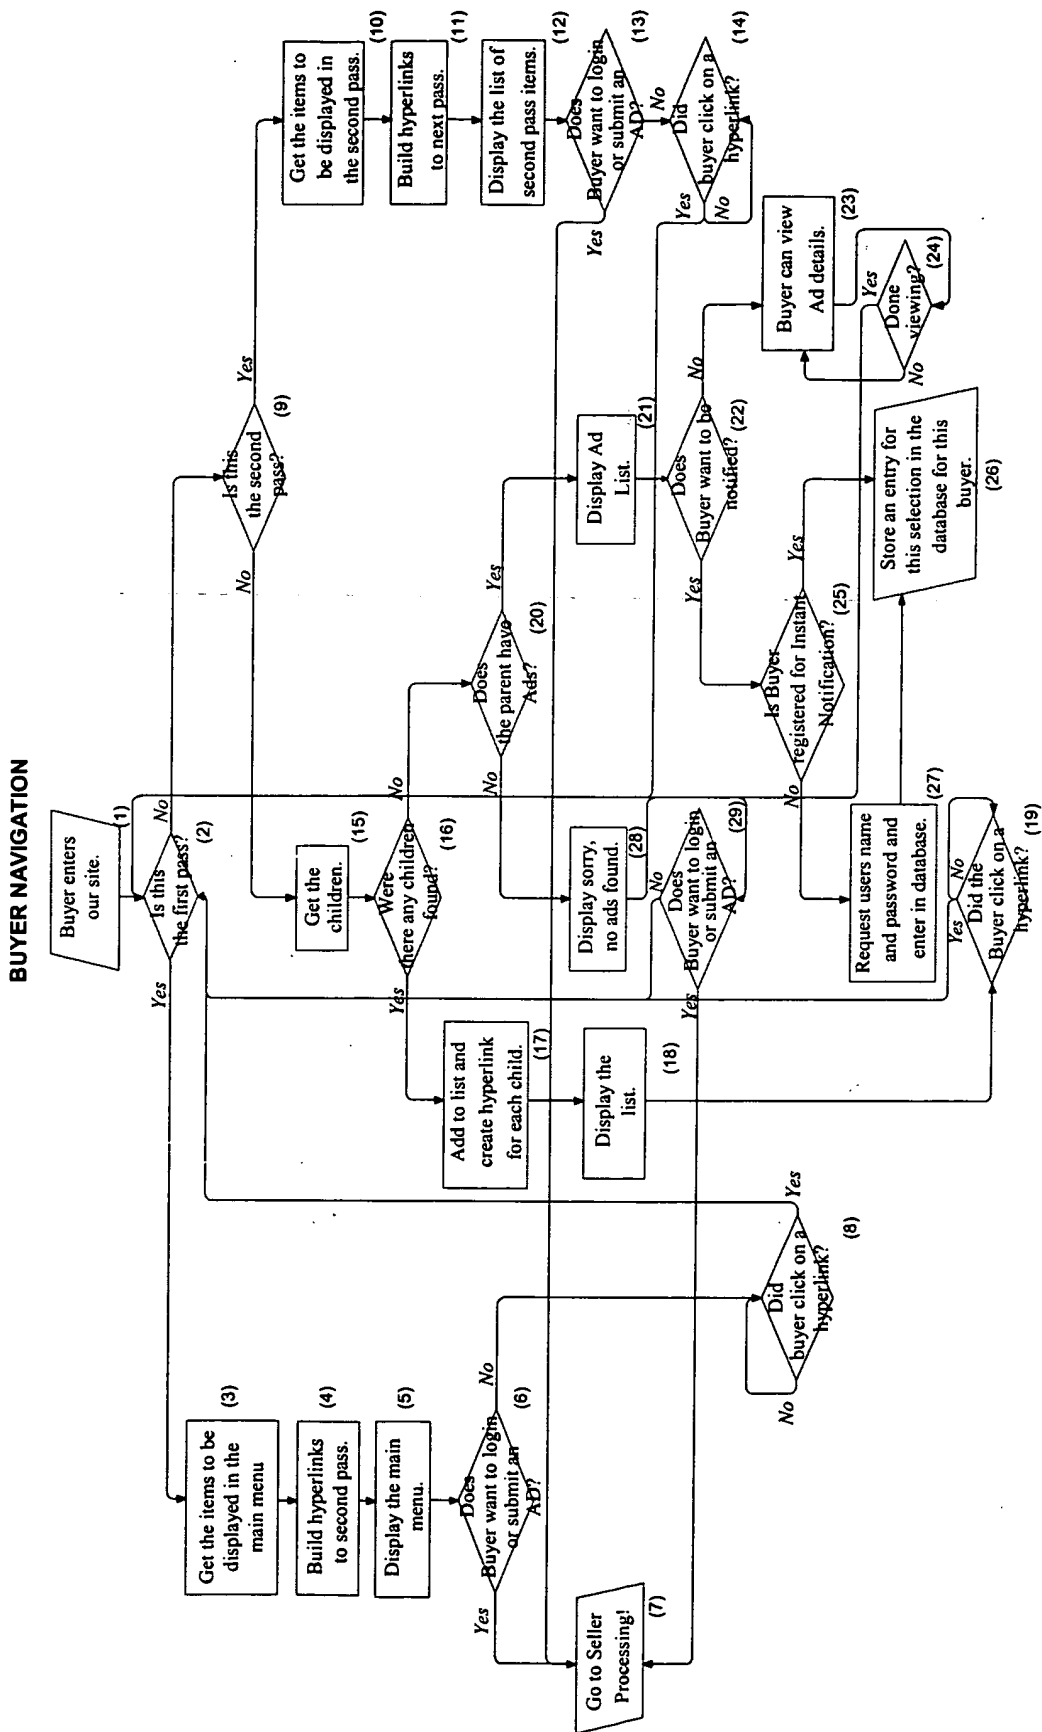 BUYER NAVIGATION
Buyer enters
our site.
(1)
Is this
the first pass?
(2)
Yes
No
Get the items to be
displayed in the
main menu
(3)
Build hyperlinks
to second pass.
(4)
Display the main
menu.
(5)
Does
Buyer want to login
or submit an
AD?
(6)
Yes
No
Go to Seller
Processing!
(7)
Did
buyer click on a
hyperlink?
(8)
Yes
No
Is this
the second
pass?
(9)
No
Yes
Get the items to
be displayed in
the second pass.
(10)
Build hyperlinks
to next pass.
(11)
Display the list of
second pass items.
(12)
Does
Buyer want to login
or submit an
AD?
(13)
Yes
No
Did
buyer click on a
hyperlink?
(14)
Yes
No
Get the
children.
(15)
Were
there any children
found?
(16)
Yes
No
Add to list and
create hyperlink
for each child.
(17)
Display the
list.
(18)
Did the
Buyer click on a
hyperlink?
(19)
Yes
No
Does
the parent have
Ads?
(20)
No
Yes
Display Ad
List.
(21)
Does
Buyer want to be
notified?
(22)
Yes
No
Buyer can view
Ad details.
(23)
Done
viewing?
(24)
Yes
No
Is Buyer
registered for Instant
Notification?
(25)
No
Yes
Store an entry for
this selection in the
database for this
buyer.
(26)
Request users name
and password and
enter in database.
(27)
Display sorry,
no ads found.
(28)
Does
Buyer want to login
or submit an
AD?
(29)
Yes
No